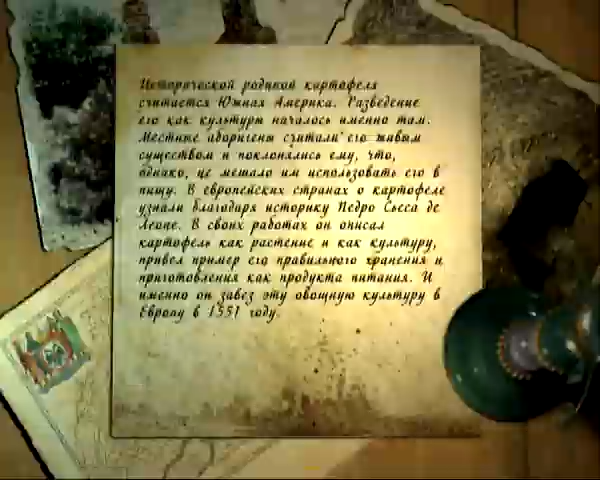 Исторической родиной картофеля
считается Южная Америка. Разведение
его как культуры началось именно там.
Местные аборигены считали его живым
существом и поклонялись ему, что,
однако, не мешало им использовать его в
пищу. В европейских странах о картофеле
узнали благодаря историку Педро Сьеса де
Леоне. В своих работах он описал
картофель как растение и как культуру,
привел пример его правильного хранения и
приготовления как продукта питания. И
именно он завез эту овощную культуру в
Европу в 1551 году.